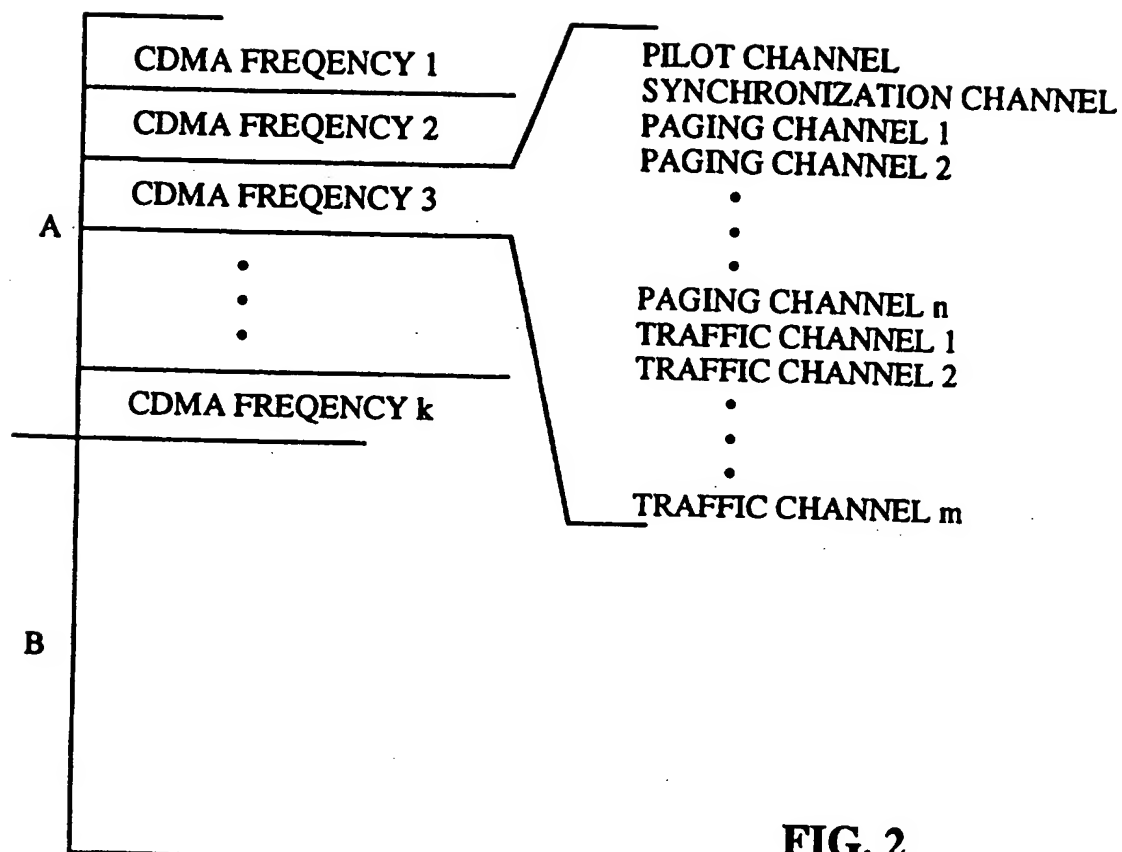 CDMA FREQENCY 1
CDMA FREQENCY 2
CDMA FREQENCY 3
A
CDMA FREQENCY k
B
PILOT CHANNEL
SYNCHRONIZATION CHANNEL
PAGING CHANNEL 1
PAGING CHANNEL 2
PAGING CHANNEL n
TRAFFIC CHANNEL 1
TRAFFIC CHANNEL 2
TRAFFIC CHANNEL m
FIG. 2